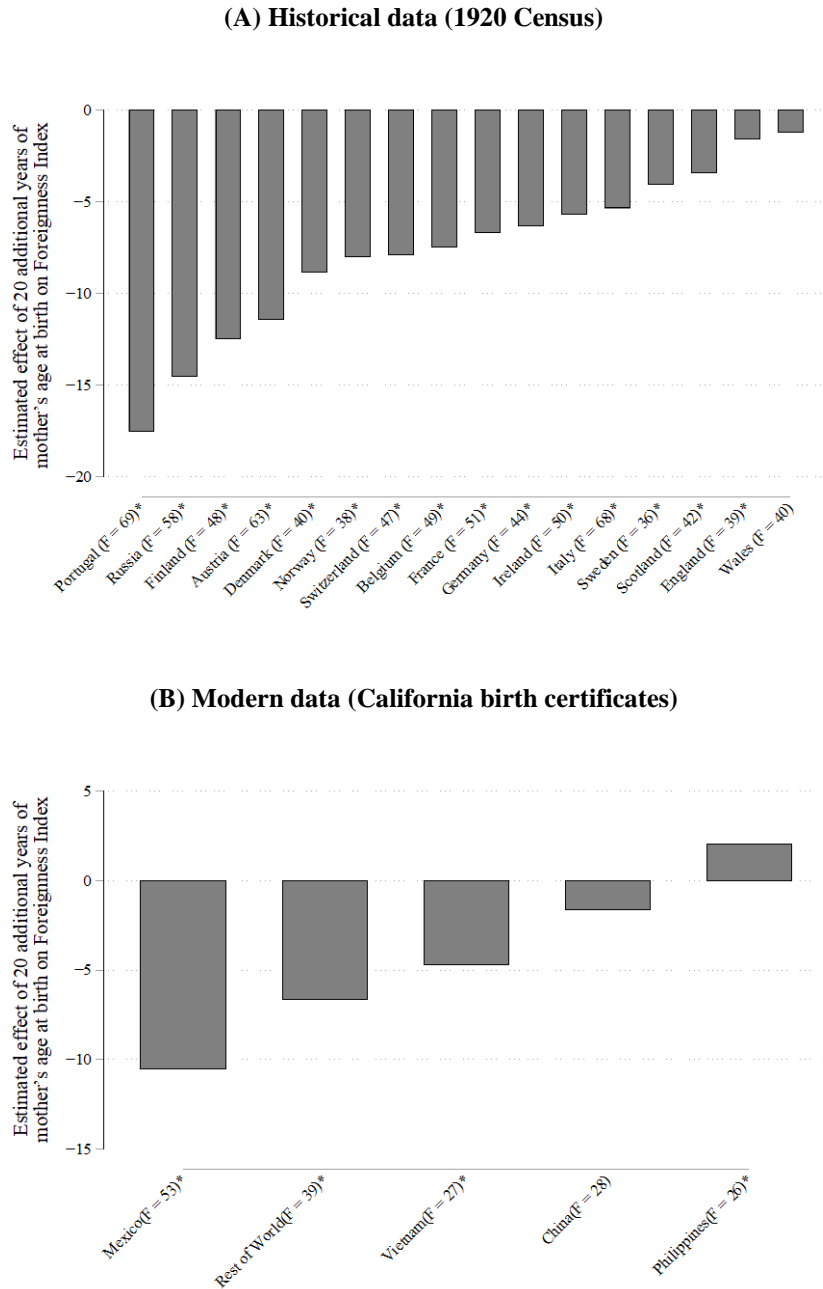 (A) Historical data (1920 Census)
Estimated effect of 20 additional years of
mother’s age at birth on Foreignness Index
0
−5
−10
−15
−20
Portugal (F = 69)*
Russia (F = 58)*
Finland (F = 48)*
Austria (F = 63)*
Denmark (F = 40)*
Norway (F = 38)*
Switzerland (F = 47)*
Belgium (F = 49)*
France (F = 51)*
Germany (F = 44)*
Ireland (F = 50)*
Italy (F = 68)*
Sweden (F = 36)*
Scotland (F = 42)*
England (F = 39)*
Wales (F = 40)
(B) Modern data (California birth certificates)
Estimated effect of 20 additional years of
mother’s age at birth on Foreignness Index
5
0
−5
−10
−15
Mexico(F = 53)*
Rest of World(F = 39)*
Vietnam(F = 27)*
China(F = 28)
Philippines(F = 26)*